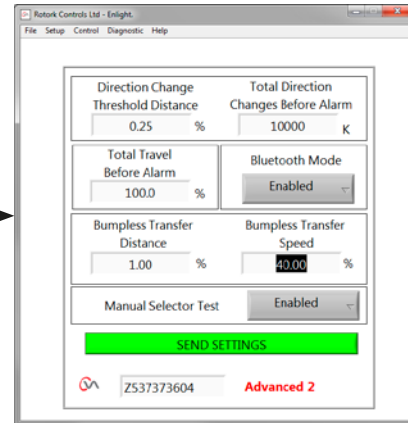 Rotork Controls Ltd - Enlight.
File Setup Control Diagnostic Help
Direction Change
Threshold Distance
0.25 %
Total Direction
Changes Before Alarm
10000 K
Total Travel
Before Alarm
100.0 %
Bluetooth Mode
Enabled
Bumpless Transfer
Distance
1.00 %
Bumpless Transfer
Speed
40.00 %
Manual Selector Test Enabled
SEND SETTINGS
Z537373604 Advanced 2